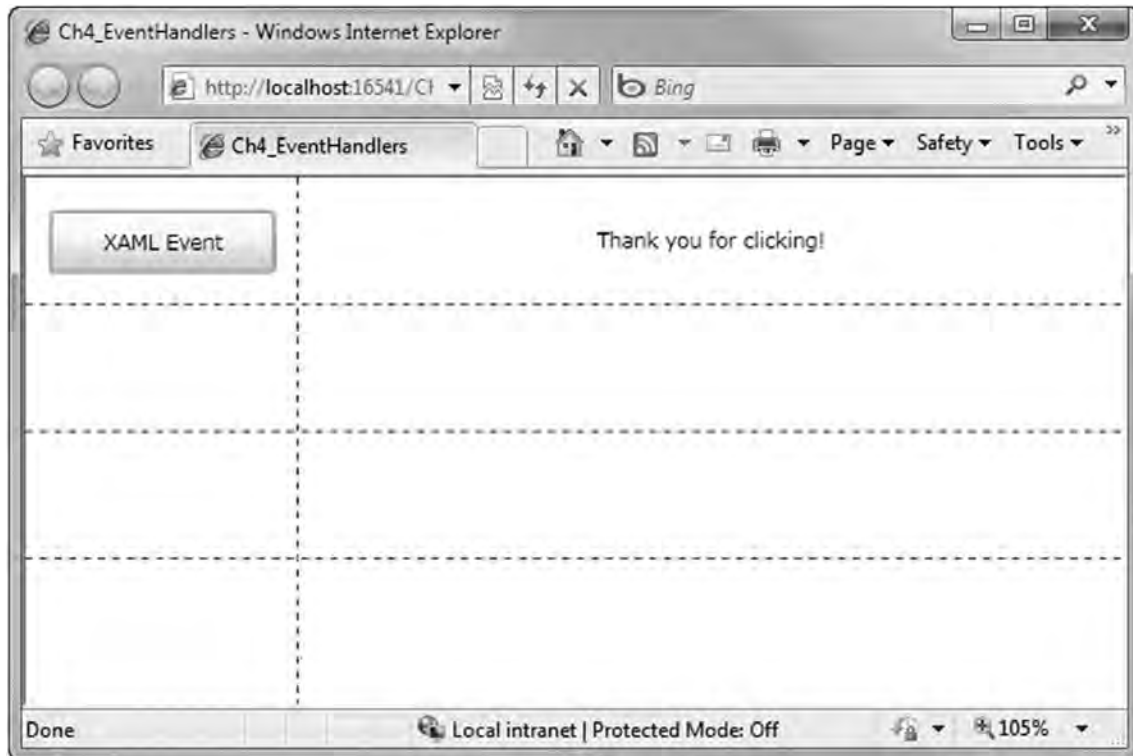 Ch4_EventHandlers - Windows Internet Explorer
http://localhost:16541/Cl Bing
Favorites Ch4_EventHandlers Page Safety Tools
XAML Event Thank you for clicking!
Done Local intranet | Protected Mode: Off 105%